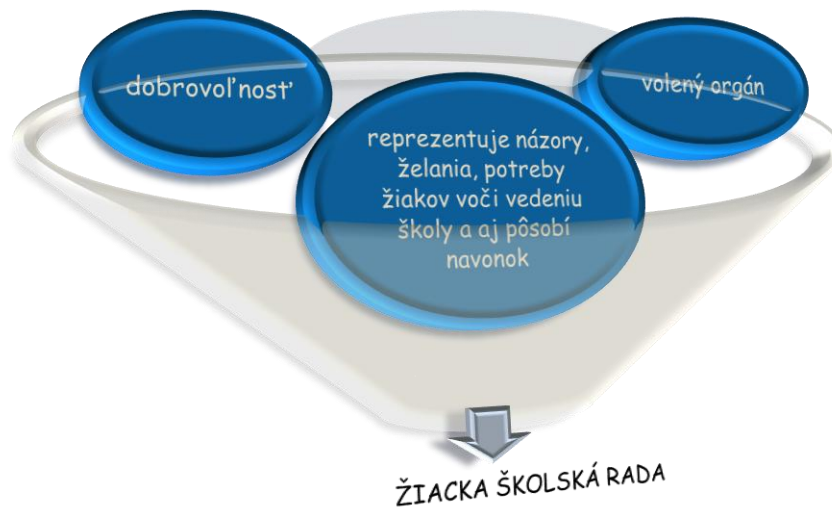 dobrovoľnosť
volený orgán
reprezentuje názory,
želania, potreby
žiakov voči vedeniu
školy a aj pôsobí
navonok
ŽIACKA ŠKOLSKÁ RADA